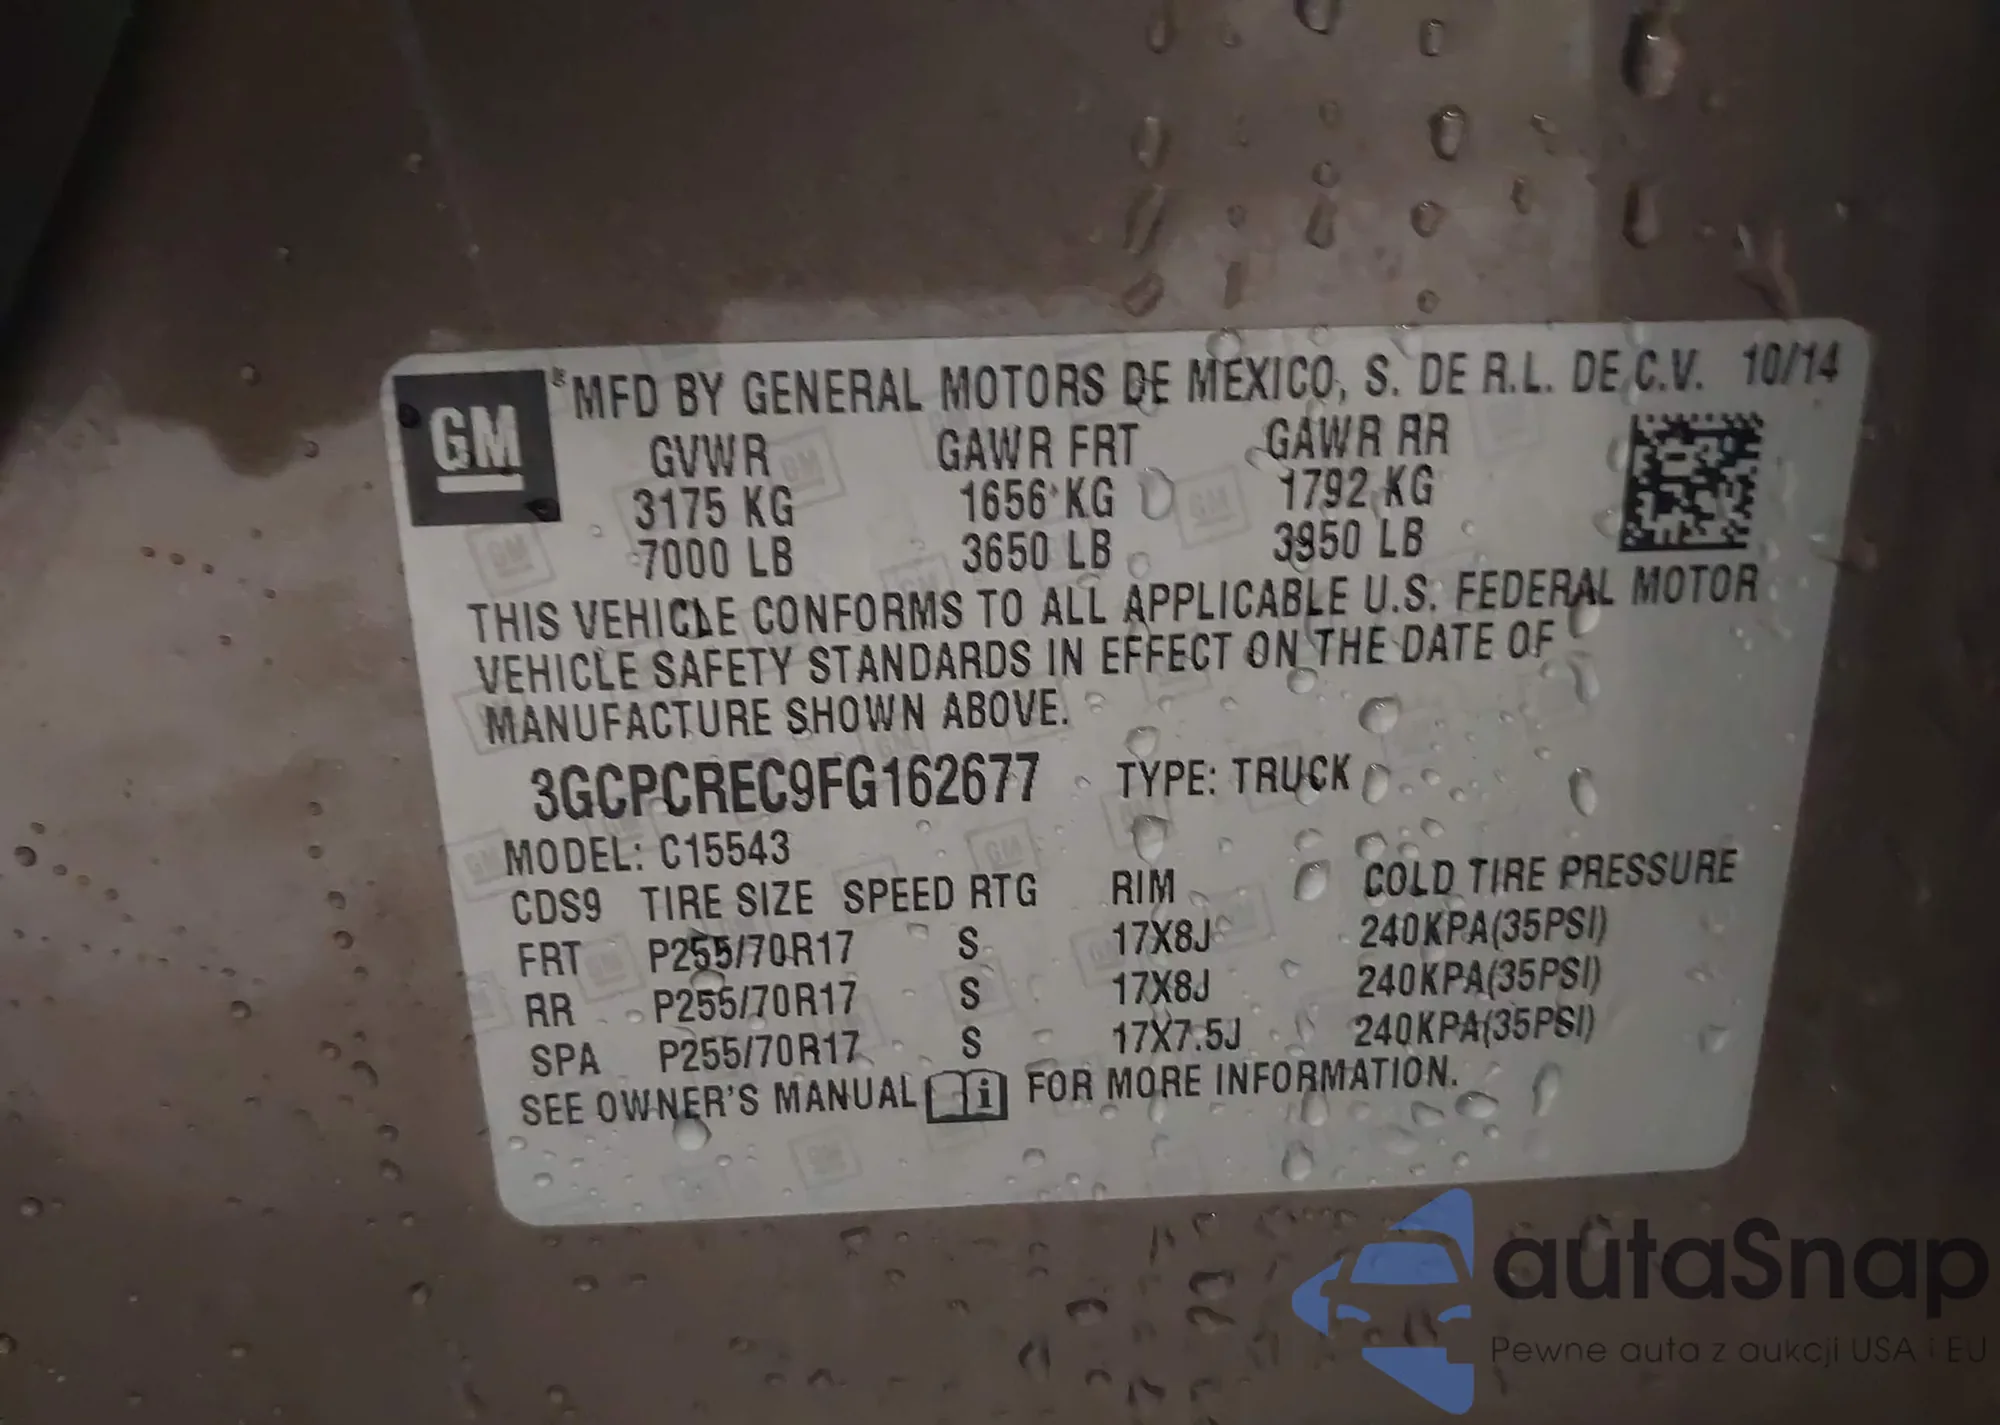 GM
®MFD BY GENERAL MOTORS DE MEXICO, S. DE R.L. DE C.V. 10/14
GVWR GAWR FRT GAWR RR
3175 KG 1656 KG 1792 KG
7000 LB 3650 LB 3950 LB
THIS VEHICLE CONFORMS TO ALL APPLICABLE U.S. FEDERAL MOTOR
VEHICLE SAFETY STANDARDS IN EFFECT ON THE DATE OF
MANUFACTURE SHOWN ABOVE.
3GCPCREC9FG162677 TYPE: TRUCK
MODEL: C15543
CDS9 TIRE SIZE SPEED RTG RIM COLD TIRE PRESSURE
FRT P255/70R17 S 17X8J 240KPA(35PSI)
RR P255/70R17 S 17X8J 240KPA(35PSI)
SPA P255/70R17 S 17X7.5J 240KPA(35PSI)
SEE OWNER'S MANUAL i FOR MORE INFORMATION.
autaSnap
Pewne auta z aukcji USA i EU